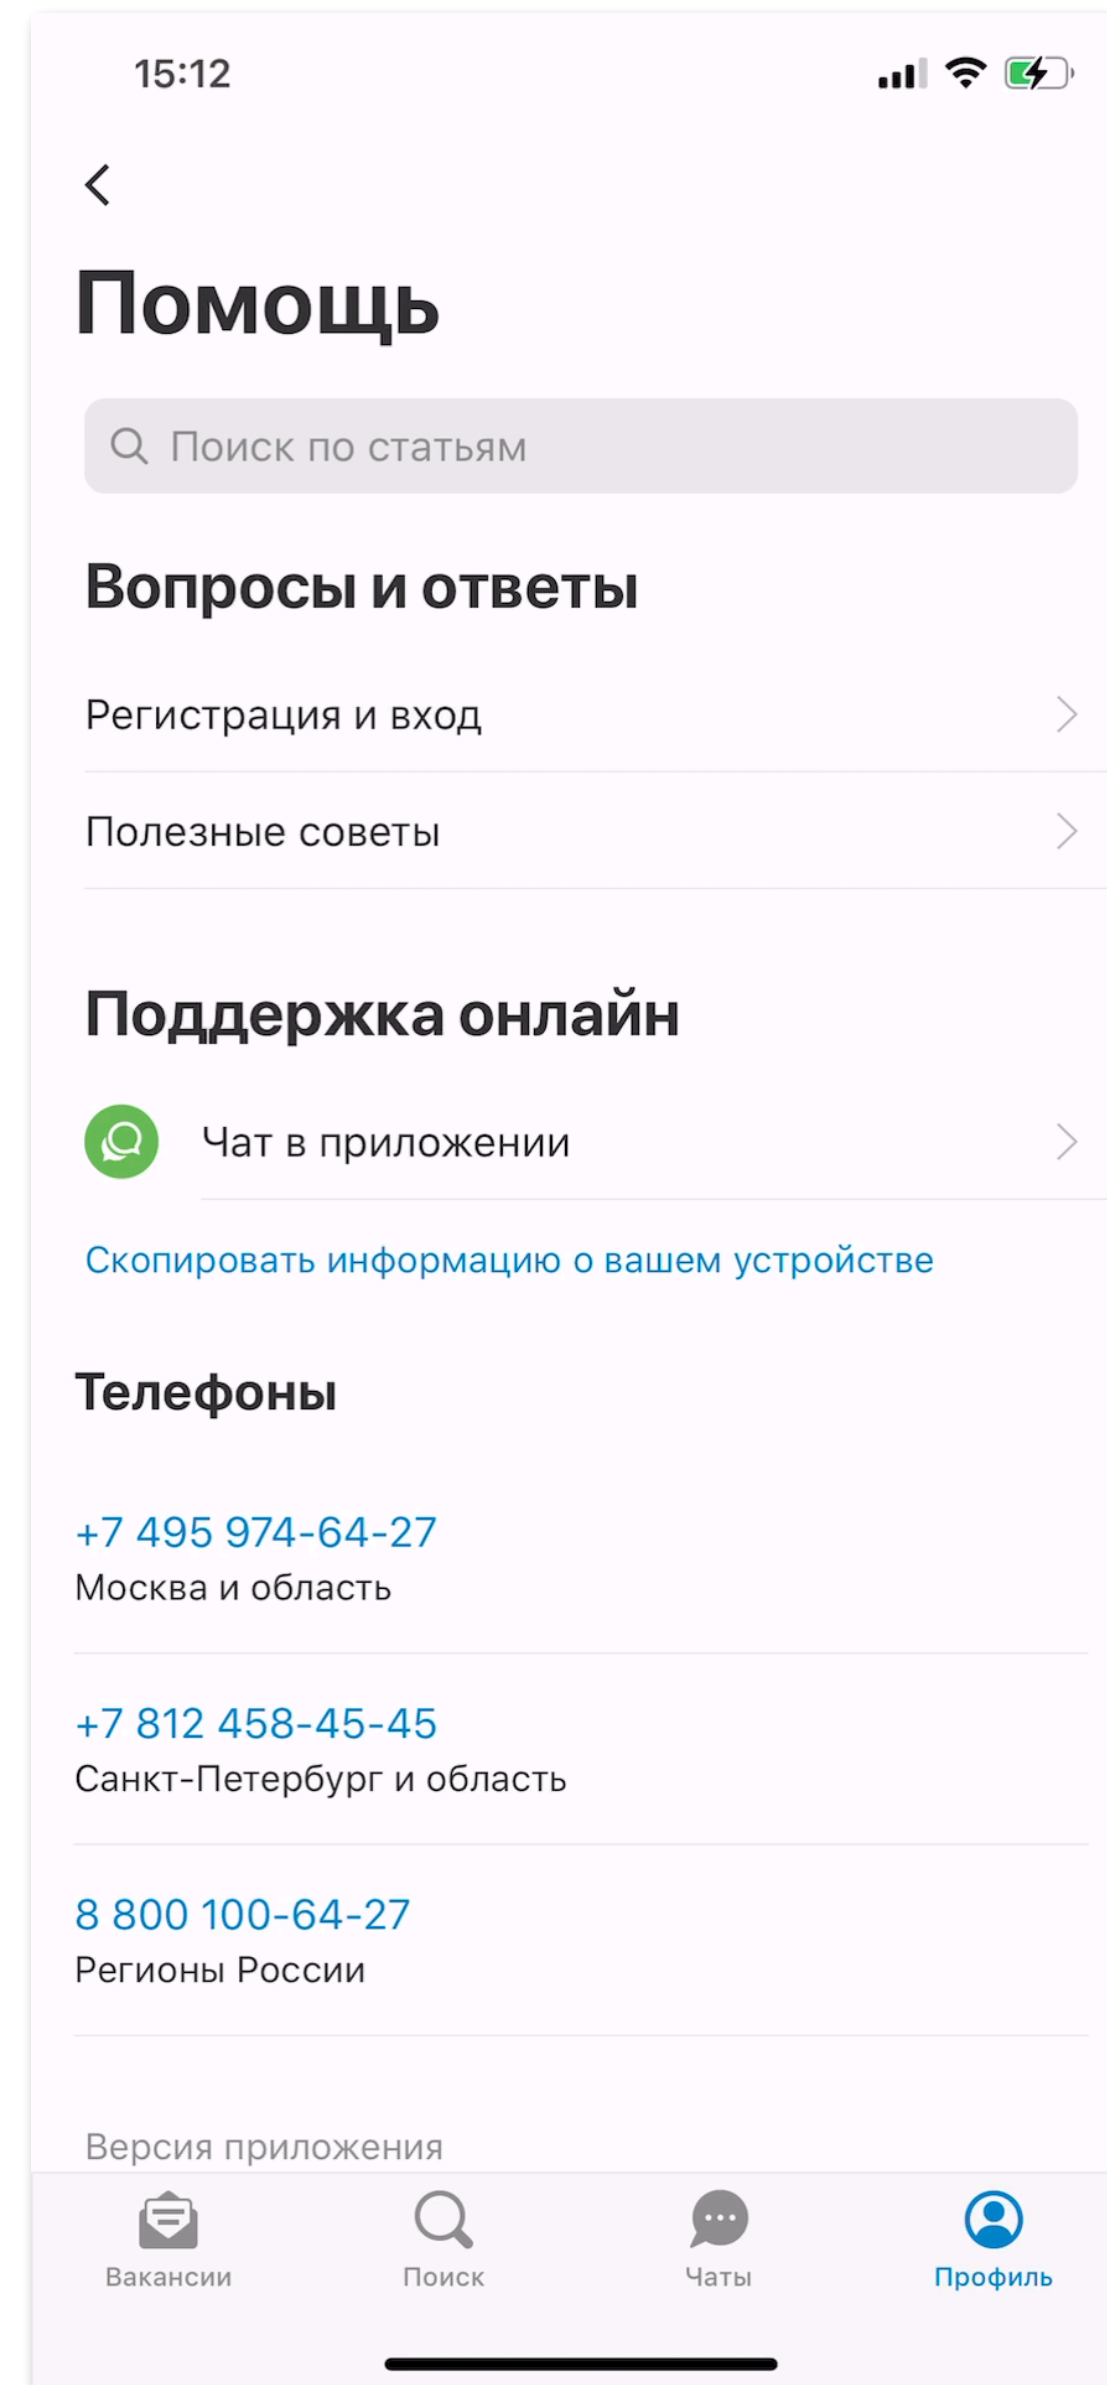 15:12
Помощь
Поиск по статьям
Вопросы и ответы
Регистрация и вход
Полезные советы
Поддержка онлайн
Чат в приложении
Скопировать информацию о вашем устройстве
Телефоны
+7 495 974-64-27
Москва и область
+7 812 458-45-45
Санкт-Петербург и область
8 800 100-64-27
Регионы России
Версия приложения
Вакансии
Поиск
Чаты
Профиль